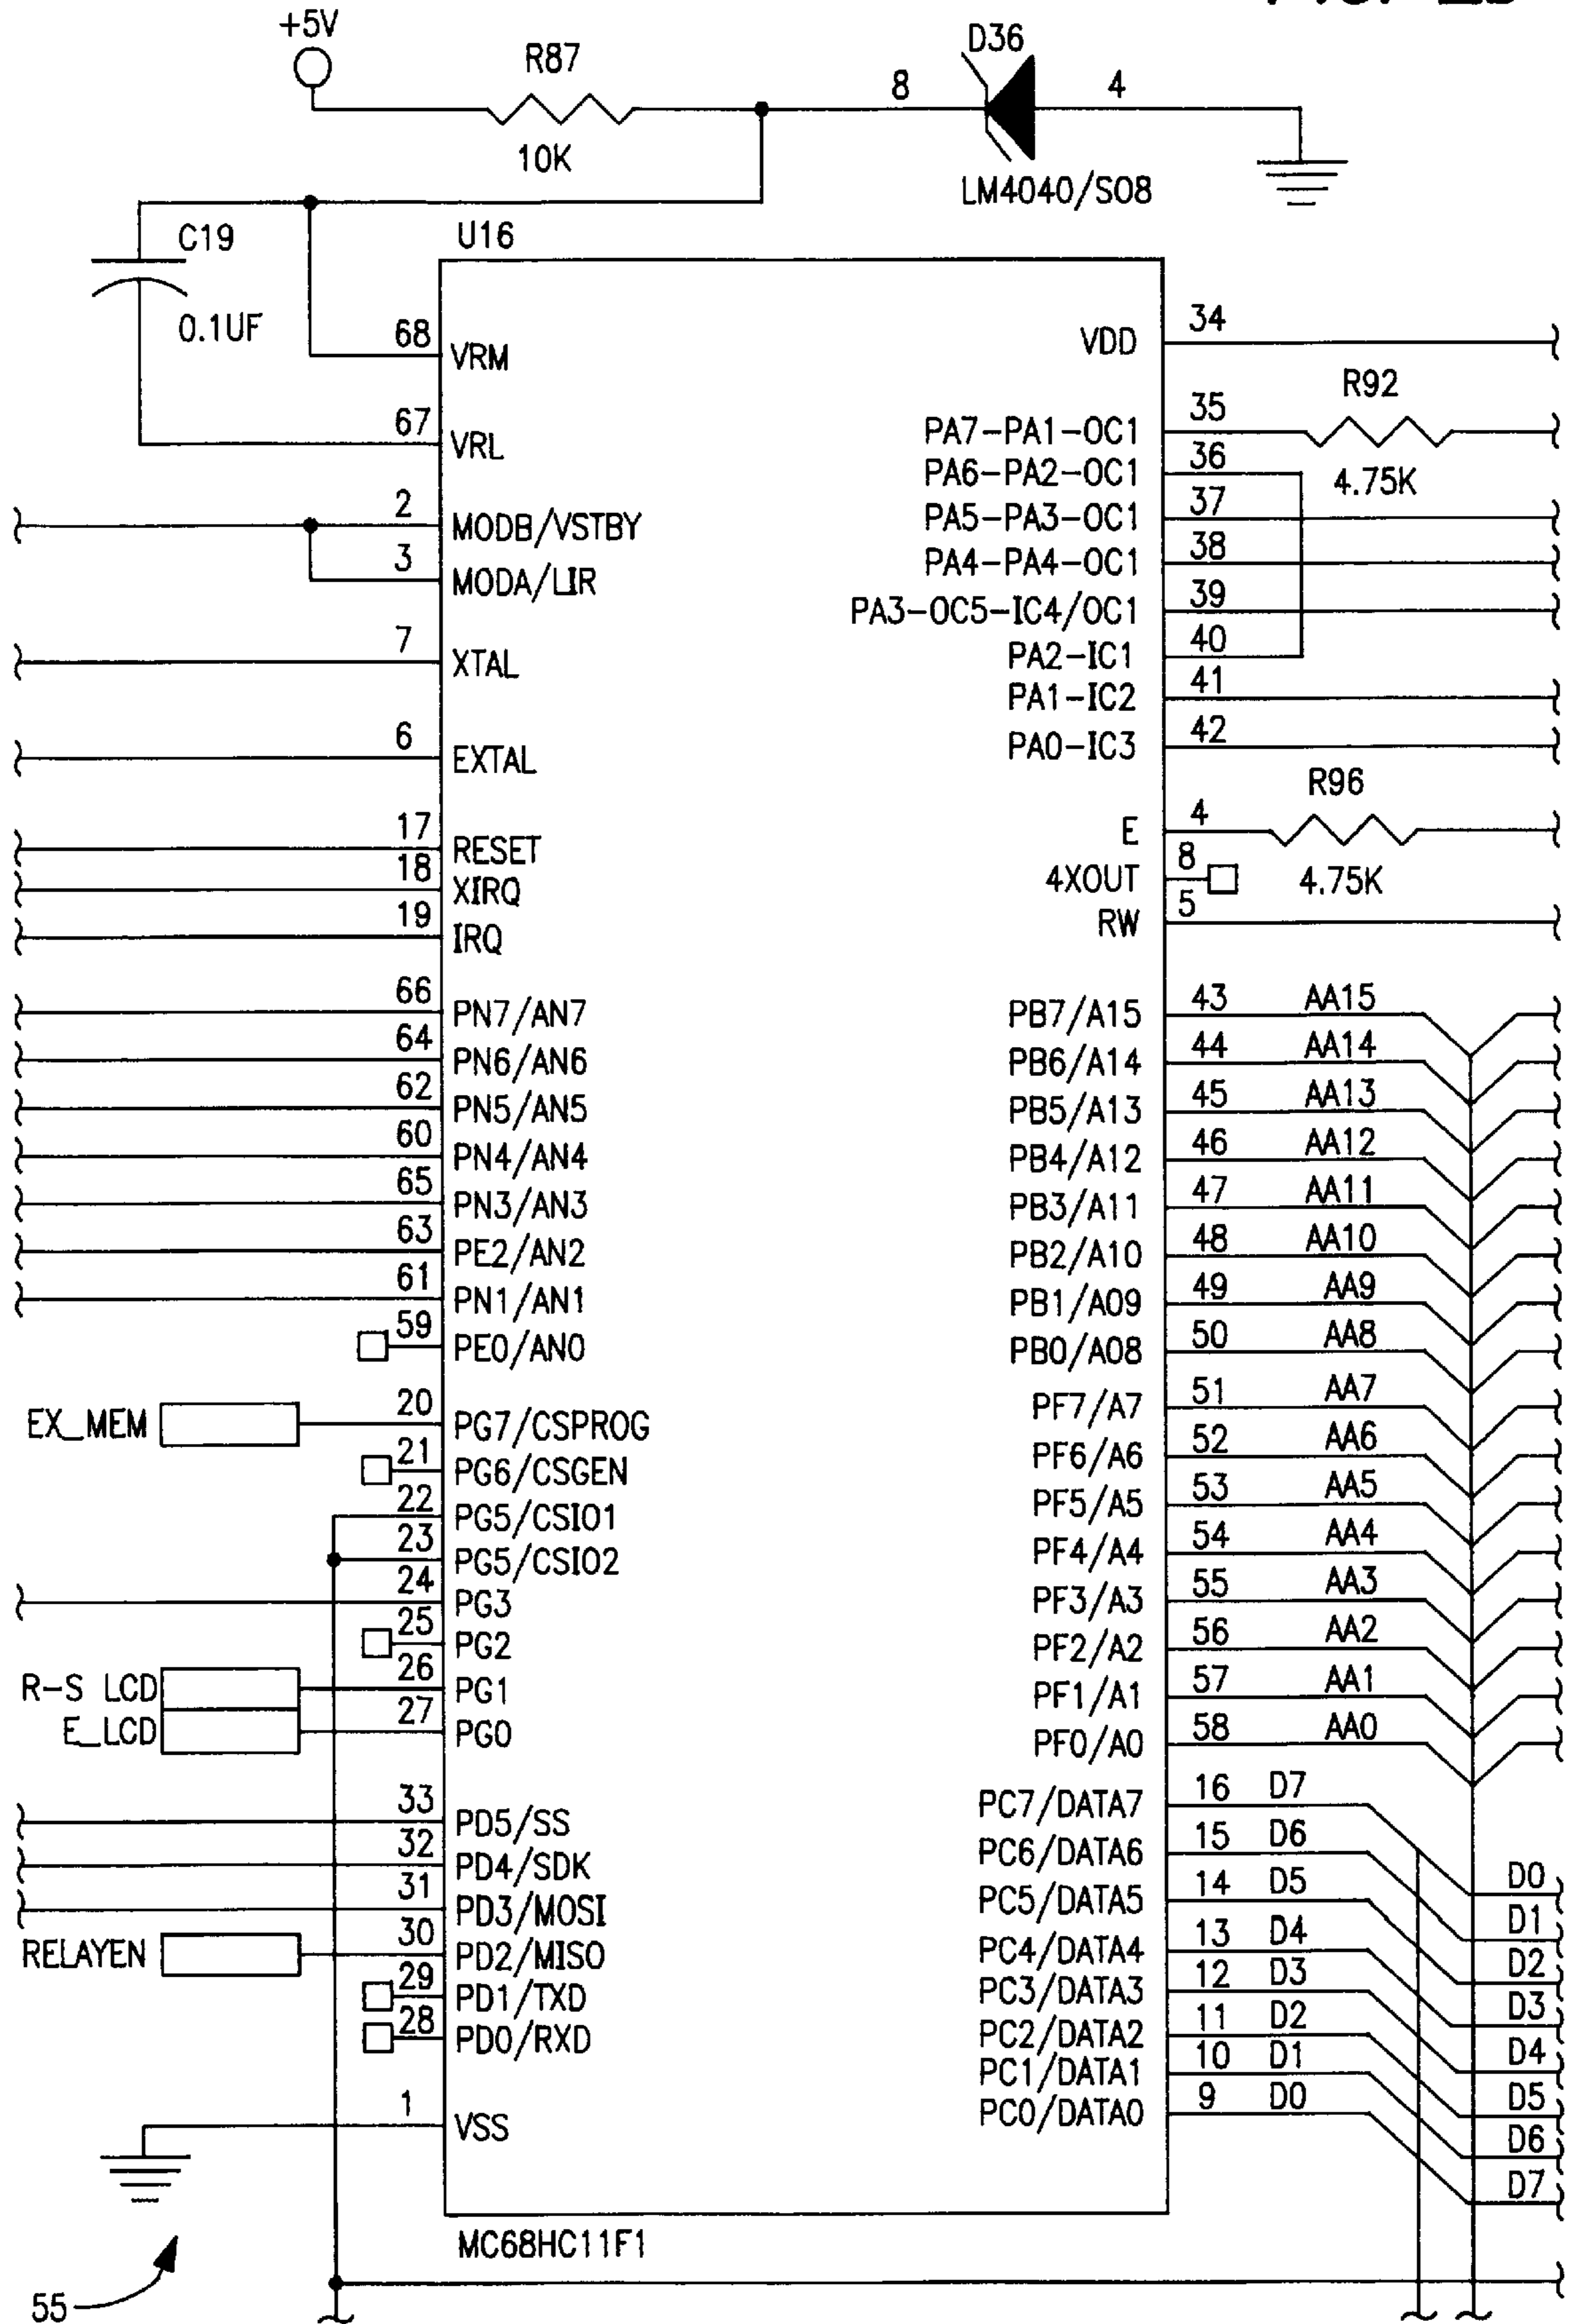 +5V
R87
10K
D36
8
4
LM4040/SO8
C19
0.1UF
U16
68 VRM
67 VRL
2 MODB/VSTBY
3 MODA/LIR
7 XTAL
6 EXTAL
17 RESET
18 XIRQ
19 IRQ
66 PN7/AN7
64 PN6/AN6
62 PN5/AN5
60 PN4/AN4
65 PN3/AN3
63 PE2/AN2
61 PN1/AN1
59 PE0/AN0
EX_MEM 20 PG7/CSPROG
21 PG6/CSGEN
22 PG5/CSIO1
23 PG5/CSIO2
24 PG3
25 PG2
R-S LCD 26 PG1
E_LCD 27 PG0
33 PD5/SS
32 PD4/SDK
31 PD3/MOSI
RELAYEN 30 PD2/MISO
29 PD1/TXD
28 PD0/RXD
1 VSS
VDD 34
R92
PA7-PA1-OC1 35
4.75K
PA6-PA2-OC1 36
PA5-PA3-OC1 37
PA4-PA4-OC1 38
PA3-OC5-IC4/OC1 39
PA2-IC1 40
PA1-IC2 41
PA0-IC3 42
R96
E 4
4XOUT 8
4.75K
RW 5
PB7/A15 43 AA15
PB6/A14 44 AA14
PB5/A13 45 AA13
PB4/A12 46 AA12
PB3/A11 47 AA11
PB2/A10 48 AA10
PB1/A09 49 AA9
PB0/A08 50 AA8
PF7/A7 51 AA7
PF6/A6 52 AA6
PF5/A5 53 AA5
PF4/A4 54 AA4
PF3/A3 55 AA3
PF2/A2 56 AA2
PF1/A1 57 AA1
PF0/A0 58 AA0
PC7/DATA7 16 D7
PC6/DATA6 15 D6
PC5/DATA5 14 D5
PC4/DATA4 13 D4
PC3/DATA3 12 D3
PC2/DATA2 11 D2
PC1/DATA1 10 D1
PC0/DATA0 9 D0
D0
D1
D2
D3
D4
D5
D6
D7
MC68HC11F1
55